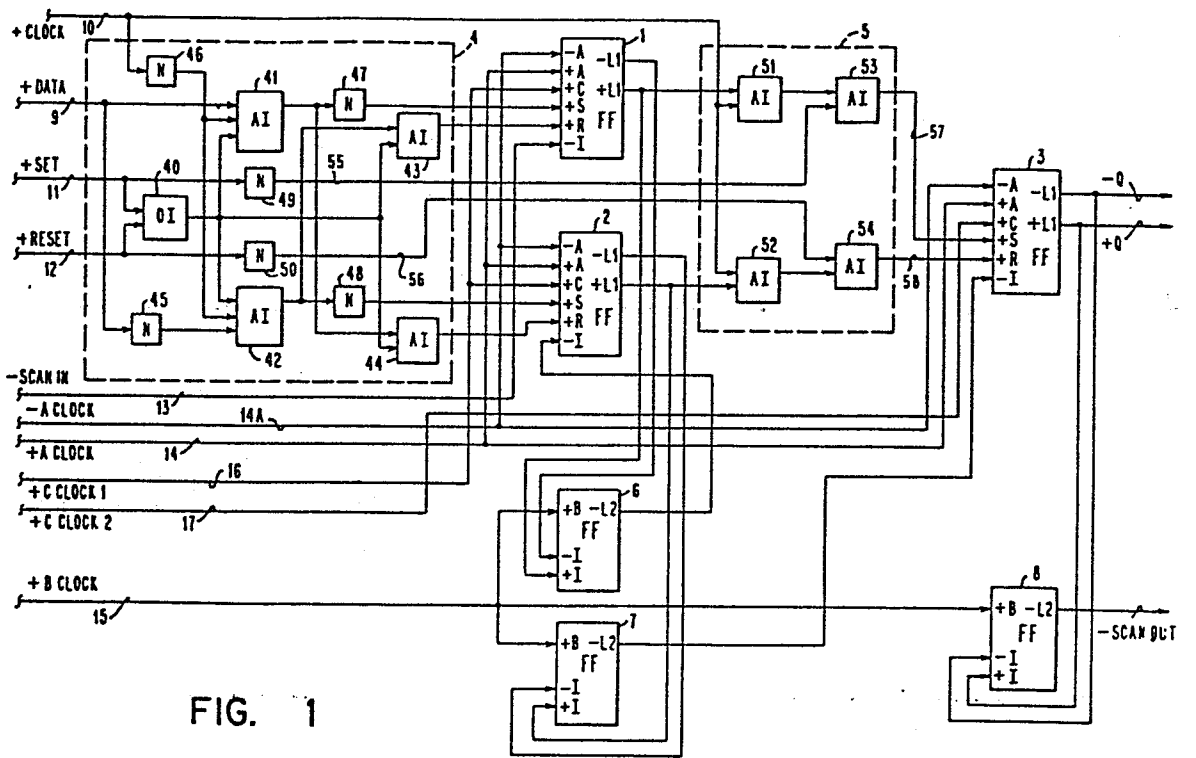 + CLOCK
10
+ DATA
9
+ SET
11
+ RESET
12
46
N
41
AI
47
N
4
AI
43
40
OI
N
49
55
N
50
56
45
N
AI
42
N
48
AI
44
1
-A
+A
+C
+S
+R
-I
-L1
+L1
FF
2
-A
+A
+C
+S
+R
-I
-L1
+L1
FF
5
51
AI
53
AI
52
AI
54
AI
57
58
3
-A
+A
+C
+S
+R
-I
-L1
+L1
FF
-Q
+Q
-SCAN IN
13
-A CLOCK
14A
+A CLOCK
14
16
+C CLOCK 1
+C CLOCK 2
17
6
+B -L2
FF
-I
+I
+ B CLOCK
15
7
+B -L2
FF
-I
+I
8
+B -L2
FF
-I
+I
-SCAN OUT
FIG. 1